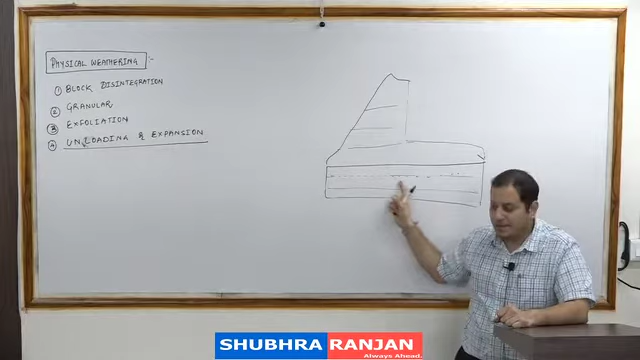 PHYSICAL WEATHERING :-
① BLOCK DISINTEGRATION
② GRANULAR
③ EXFOLIATION
④ UNLOADING & EXPANSION
SHUBHRA RANJAN
Always Ahead.